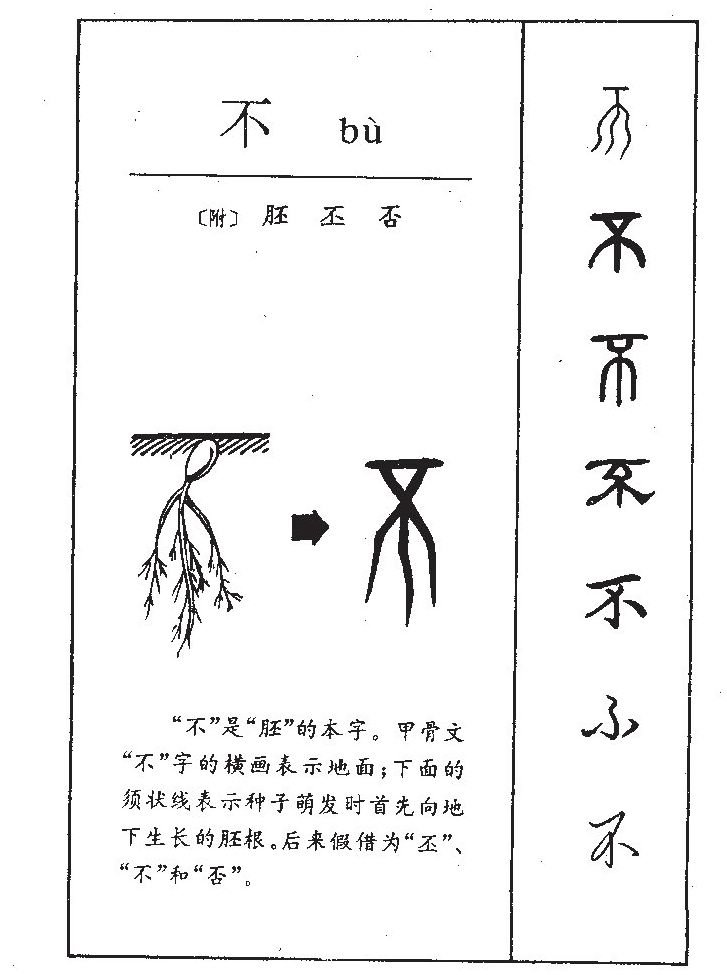 不 bù
〔附〕胚 丕 否
“不”是“胚”的本字。甲骨文
“不”字的横画表示地面；下面的
须状线表示种子萌发时首先向地
下生长的胚根。后来假借为“丕”、
“不”和“否”。
不
不
不
不
不
不
不